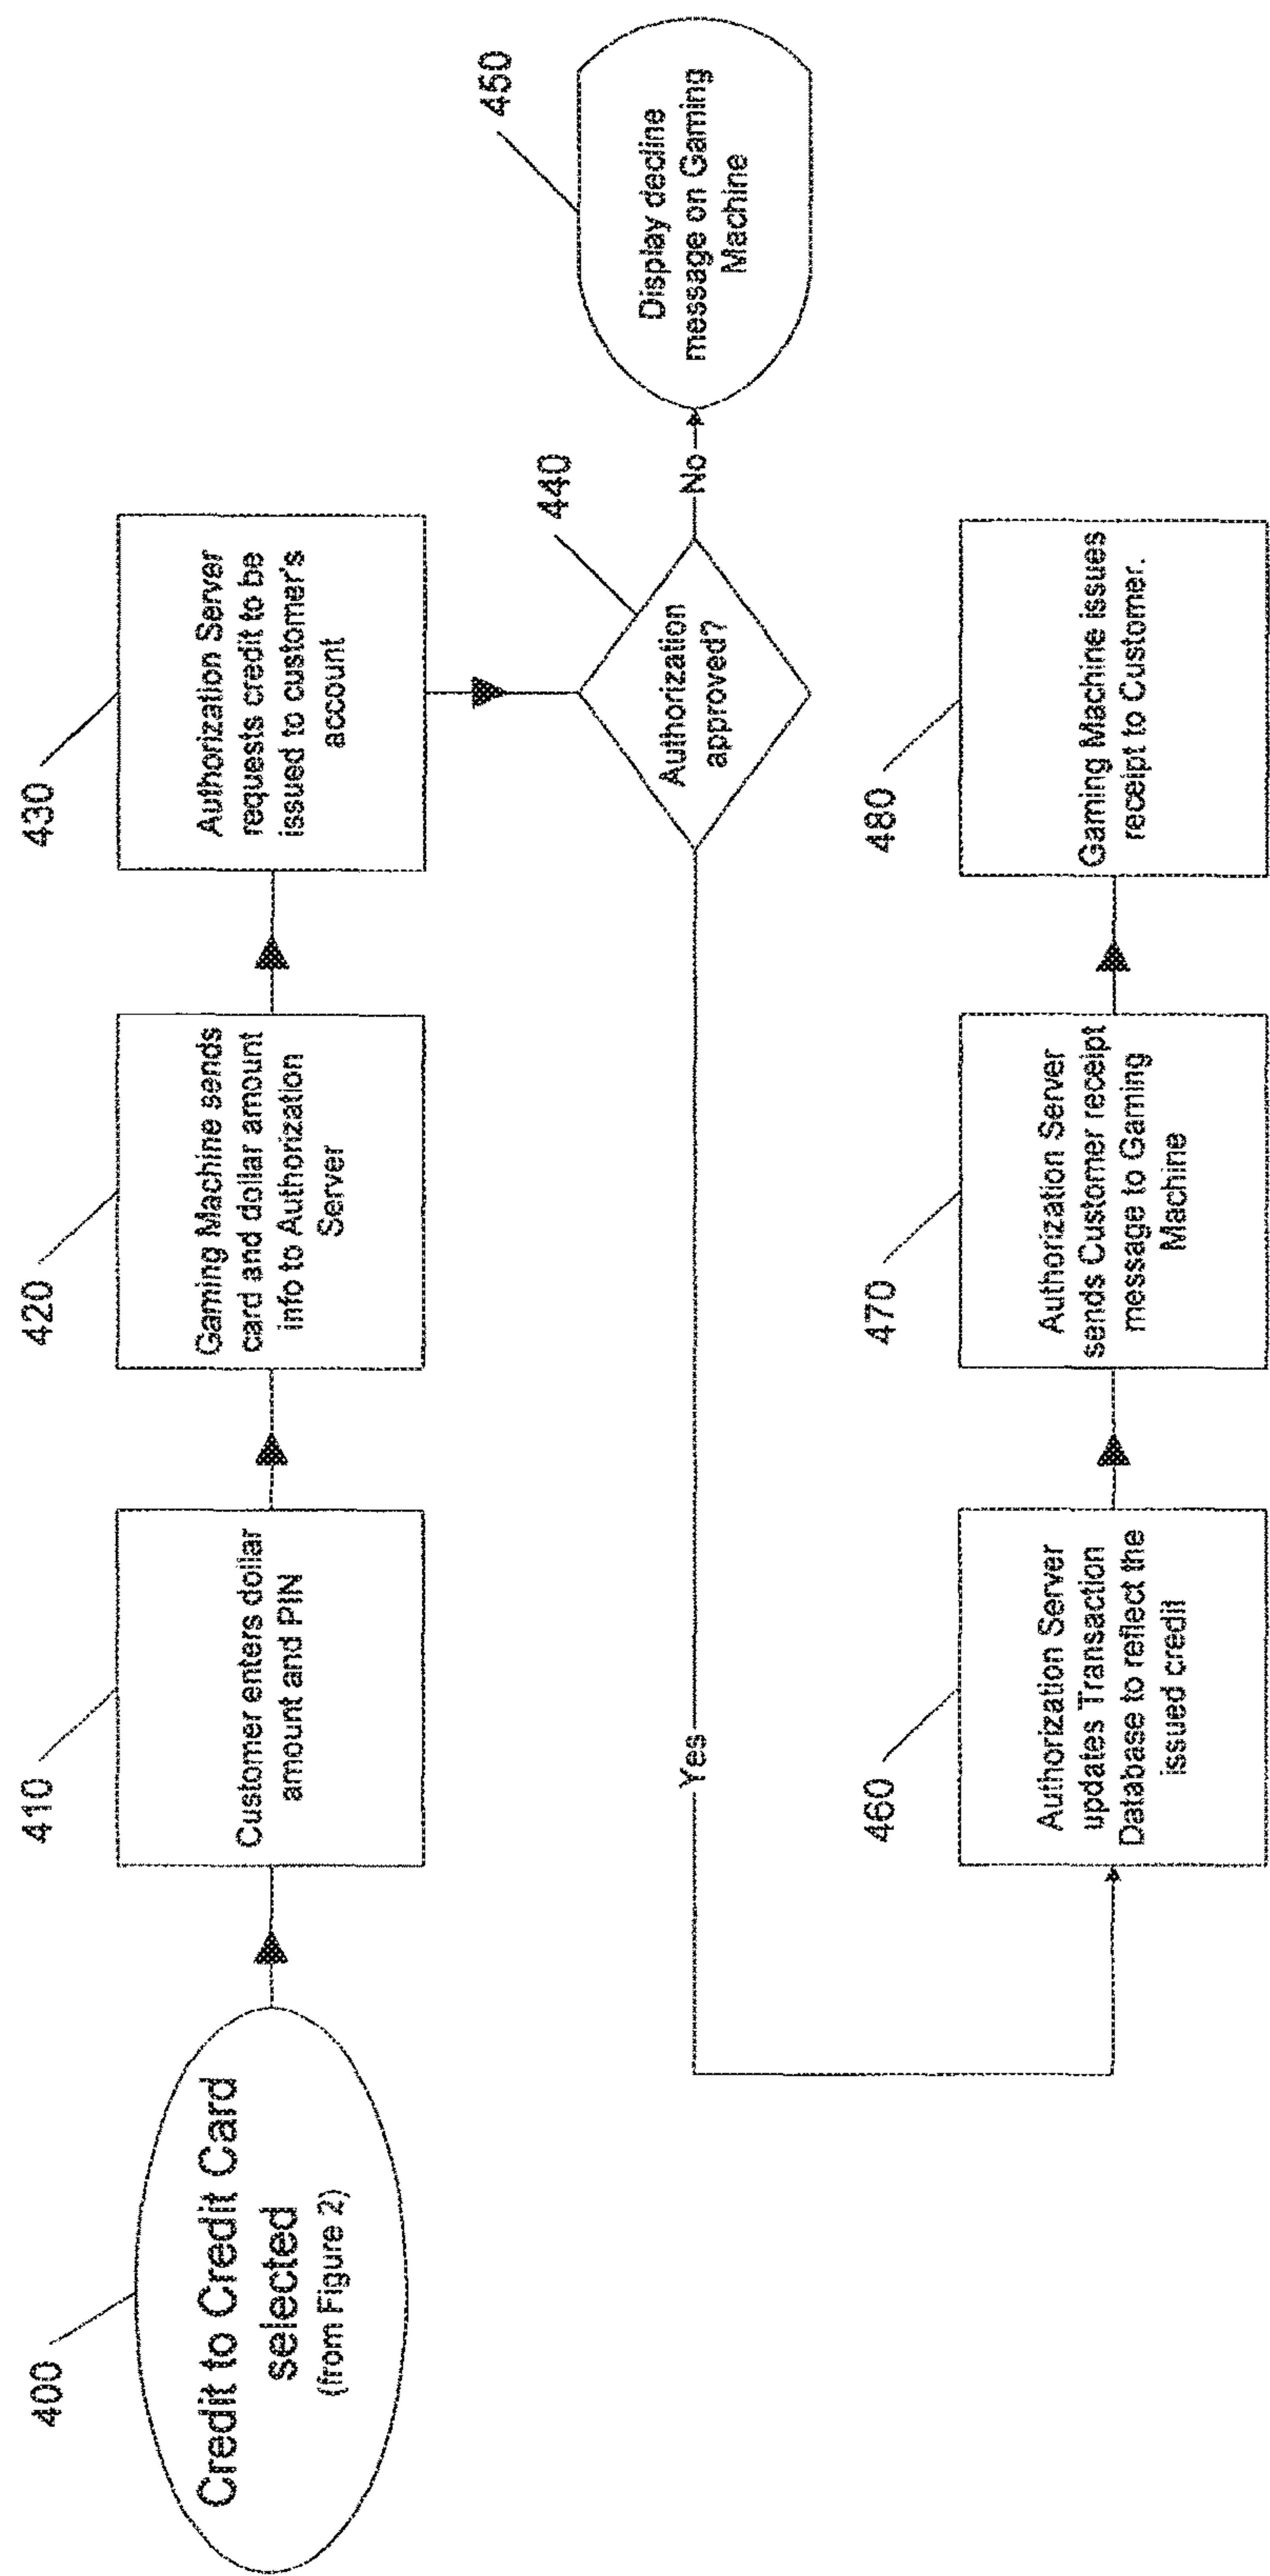 400
Credit to Credit Card
selected
(from Figure 2)
410
Customer enters dollar
amount and PIN
420
Gaming Machine sends
card and dollar amount
info to Authorization
Server
430
Authorization Server
requests credit to be
issued to customer's
account
440
Authorization
approved?
No
450
Display decline
message on Gaming
Machine
Yes
460
Authorization Server
updates Transaction
Database to reflect the
issued credit
470
Authorization Server
sends Customer receipt
message to Gaming
Machine
480
Gaming Machine issues
receipt to Customer.